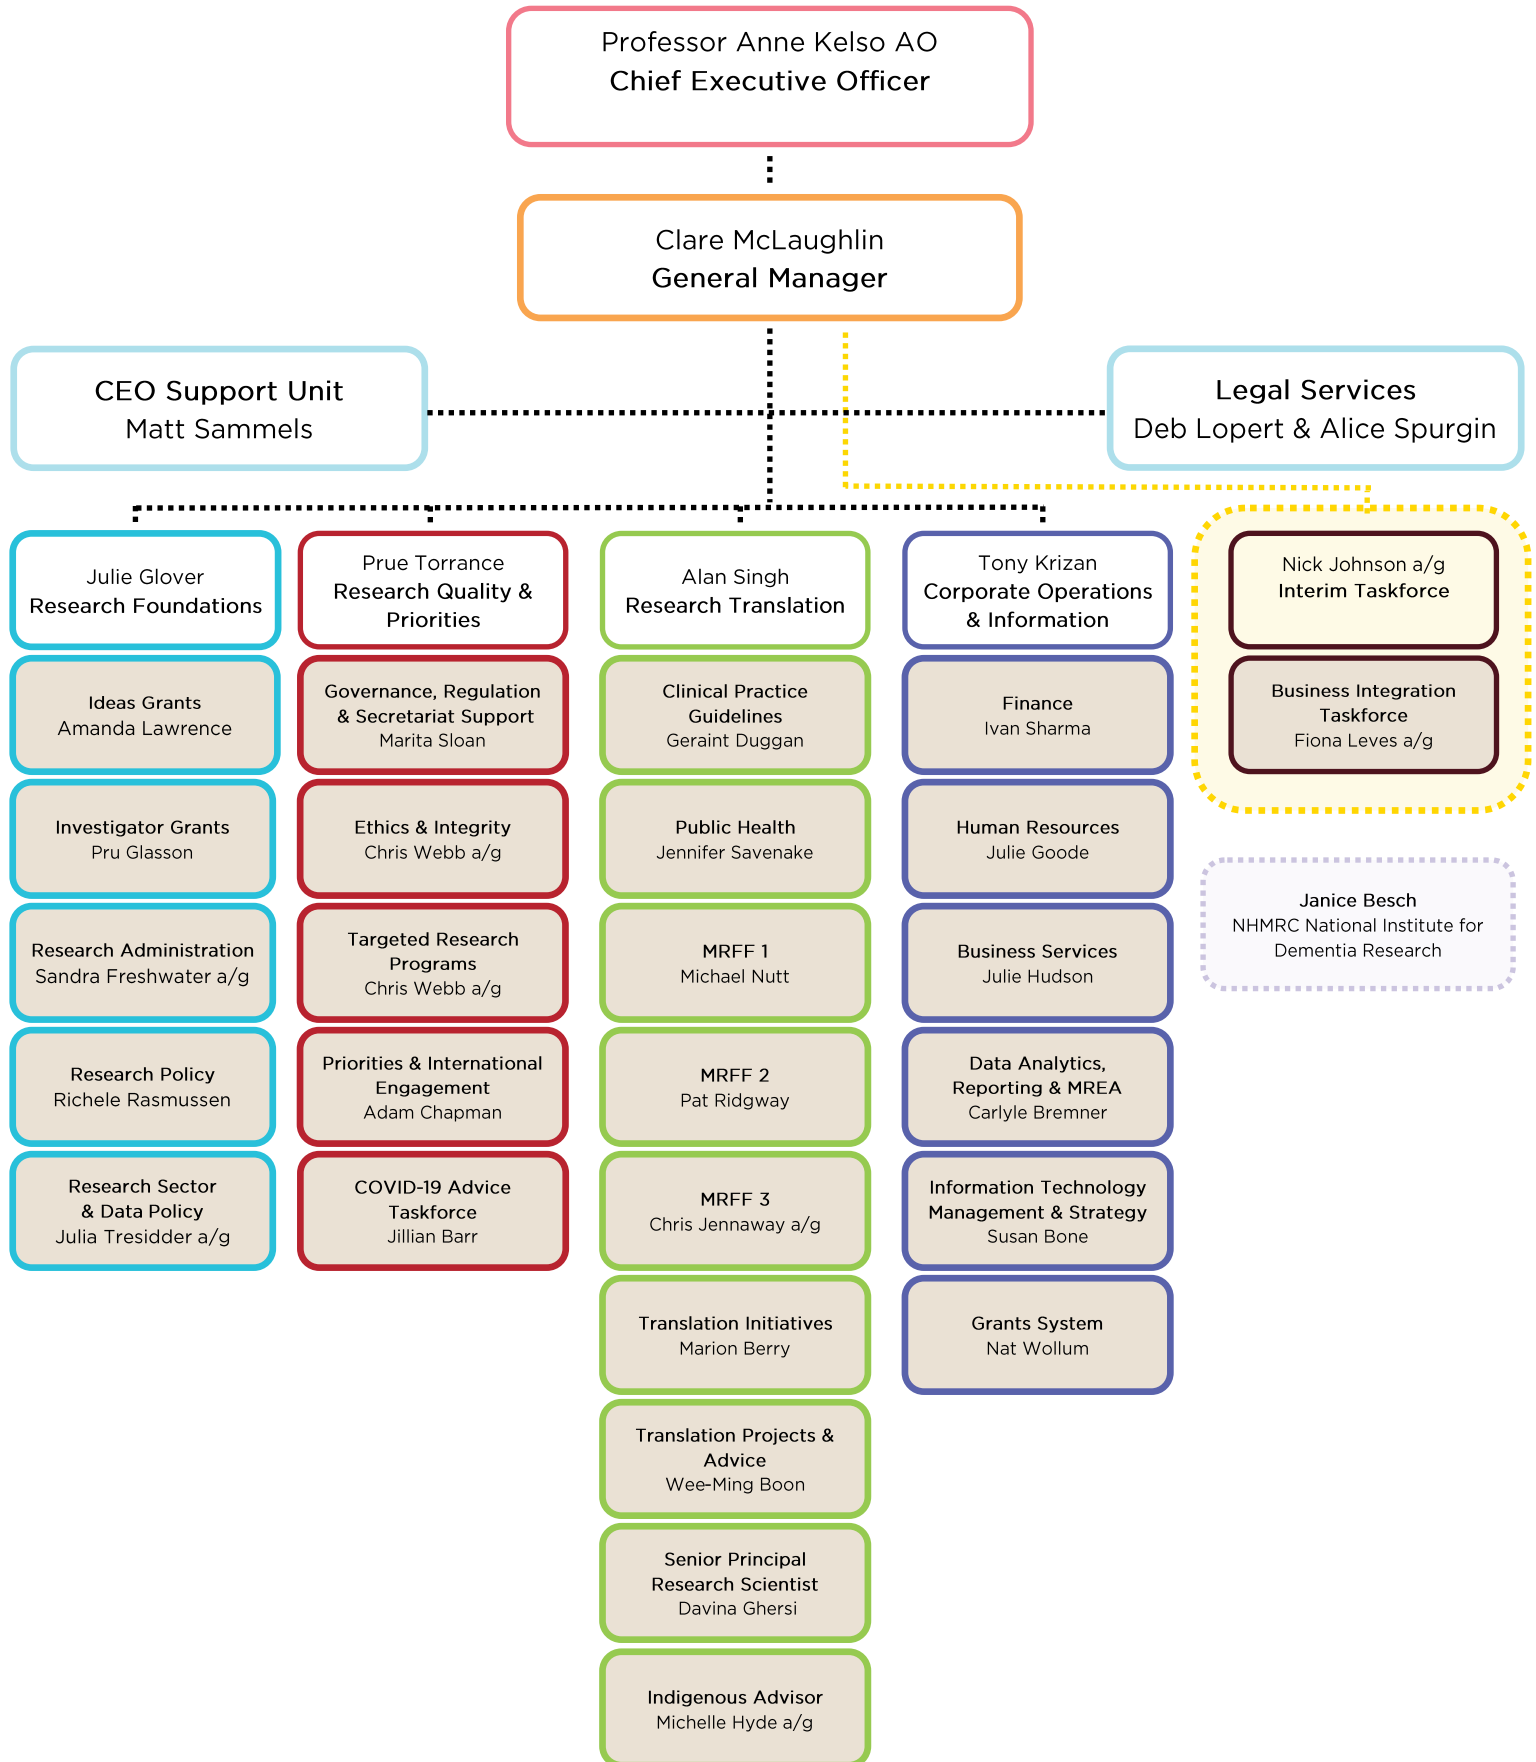 Professor Anne Kelso AO
Chief Executive Officer
Clare McLaughlin
General Manager
CEO Support Unit
Matt Sammels
Legal Services
Deb Lopert & Alice Spurgin
Julie Glover
Research Foundations
Ideas Grants
Amanda Lawrence
Investigator Grants
Pru Glasson
Research Administration
Sandra Freshwater a/g
Research Policy
Richele Rasmussen
Research Sector
& Data Policy
Julia Tresidder a/g
Prue Torrance
Research Quality &
Priorities
Governance, Regulation
& Secretariat Support
Marita Sloan
Ethics & Integrity
Chris Webb a/g
Targeted Research
Programs
Chris Webb a/g
Priorities & International
Engagement
Adam Chapman
COVID-19 Advice
Taskforce
Jillian Barr
Alan Singh
Research Translation
Clinical Practice
Guidelines
Geraint Duggan
Public Health
Jennifer Savenake
MRFF 1
Michael Nutt
MRFF 2
Pat Ridgway
MRFF 3
Chris Jennaway a/g
Translation Initiatives
Marion Berry
Translation Projects &
Advice
Wee-Ming Boon
Senior Principal
Research Scientist
Davina Ghersi
Indigenous Advisor
Michelle Hyde a/g
Tony Krizan
Corporate Operations
& Information
Finance
Ivan Sharma
Human Resources
Julie Goode
Business Services
Julie Hudson
Data Analytics,
Reporting & MREA
Carlyle Bremner
Information Technology
Management & Strategy
Susan Bone
Grants System
Nat Wollum
Nick Johnson a/g
Interim Taskforce
Business Integration
Taskforce
Fiona Leves a/g
Janice Besch
NHMRC National Institute for
Dementia Research